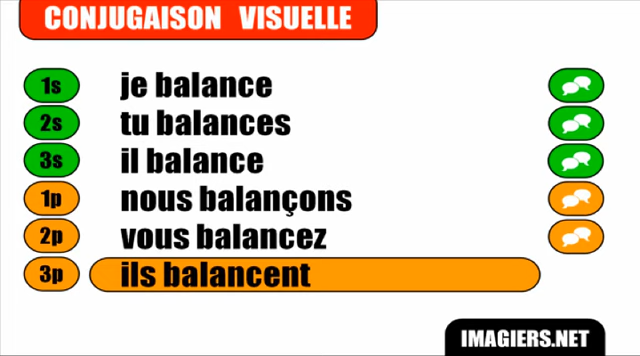 CONJUGAISON VISUELLE
1s je balance
2s tu balances
3s il balance
1p nous balançons
2p vous balancez
3p ils balancent
IMAGIERS.NET